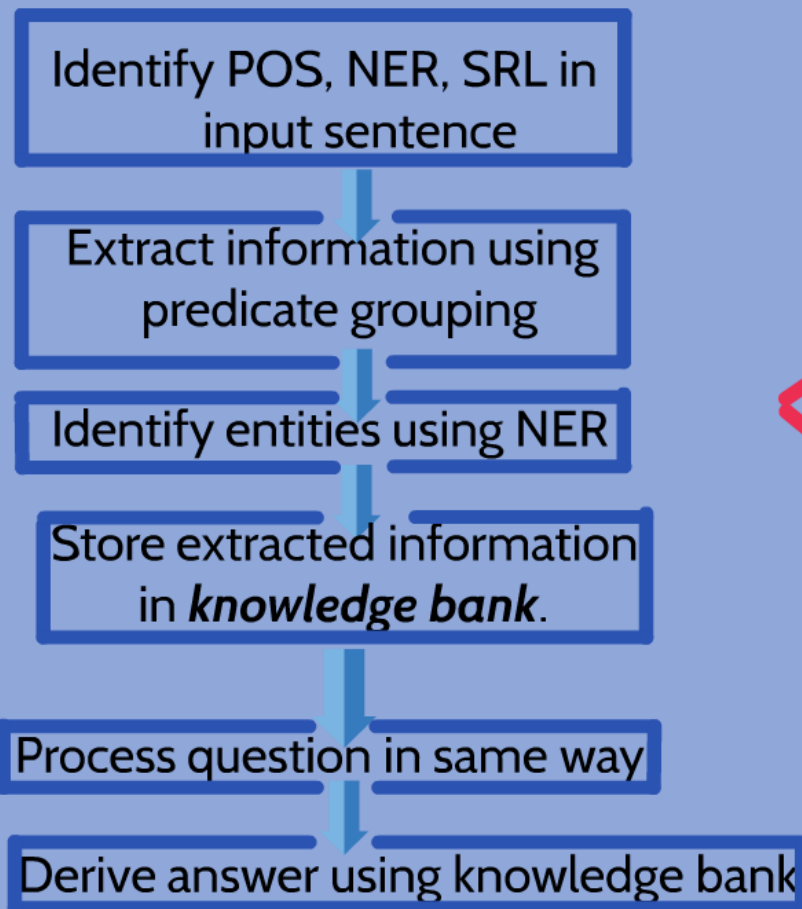 Identify POS, NER, SRL in
input sentence
Extract information using
predicate grouping
Identify entities using NER
Store extracted information
in knowledge bank.
Process question in same way
Derive answer using knowledge bank